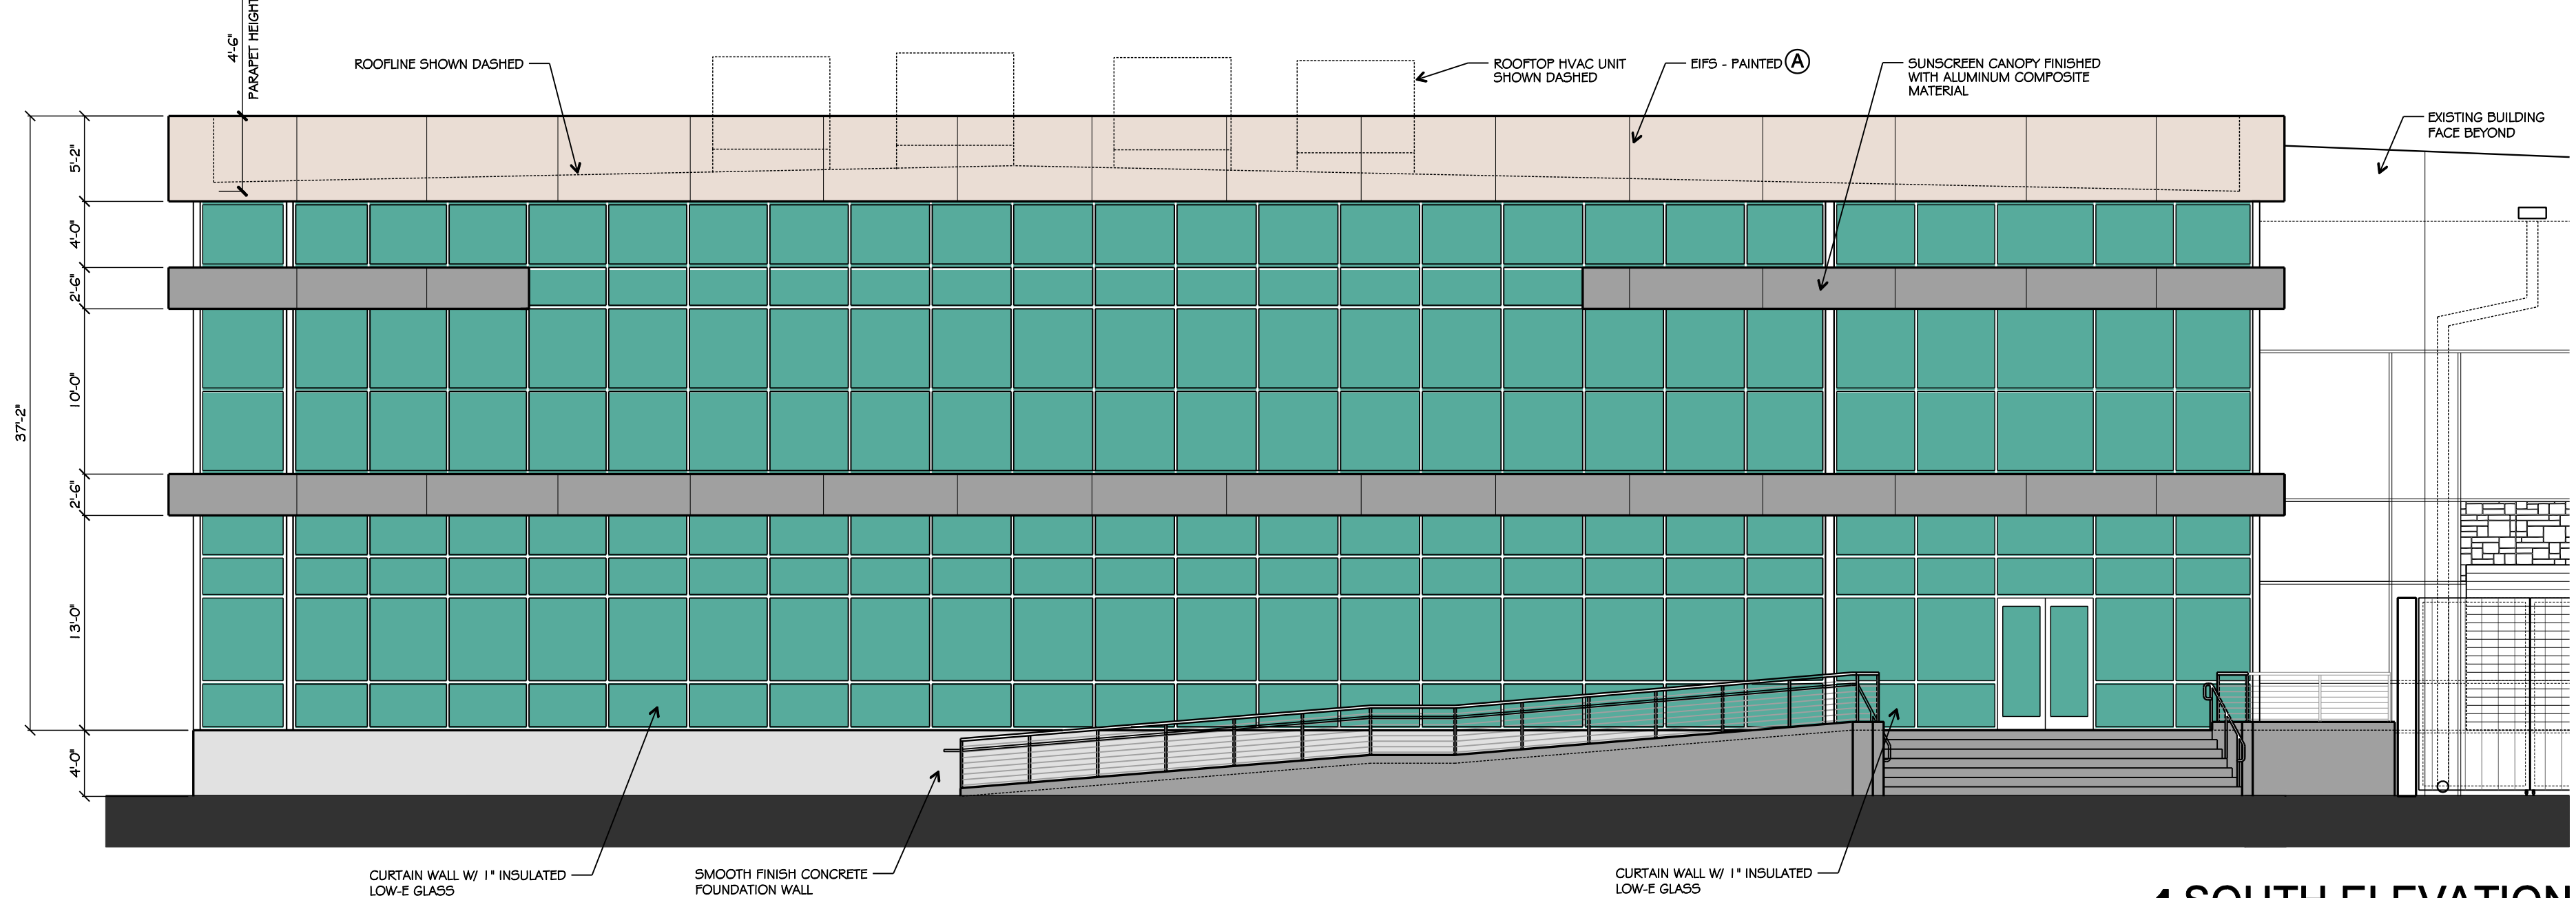 4'-6"
PARAPET HEIGHT
ROOFLINE SHOWN DASHED
ROOFTOP HVAC UNIT
SHOWN DASHED
EIFS - PAINTED A
SUNSCREEN CANOPY FINISHED
WITH ALUMINUM COMPOSITE
MATERIAL
EXISTING BUILDING
FACE BEYOND
37'-2"
5'-2"
4'-0"
2'-6"
10'-0"
2'-6"
13'-0"
4'-0"
CURTAIN WALL W/ 1" INSULATED
LOW-E GLASS
SMOOTH FINISH CONCRETE
FOUNDATION WALL
CURTAIN WALL W/ 1" INSULATED
LOW-E GLASS
1 SOUTH ELEVATION